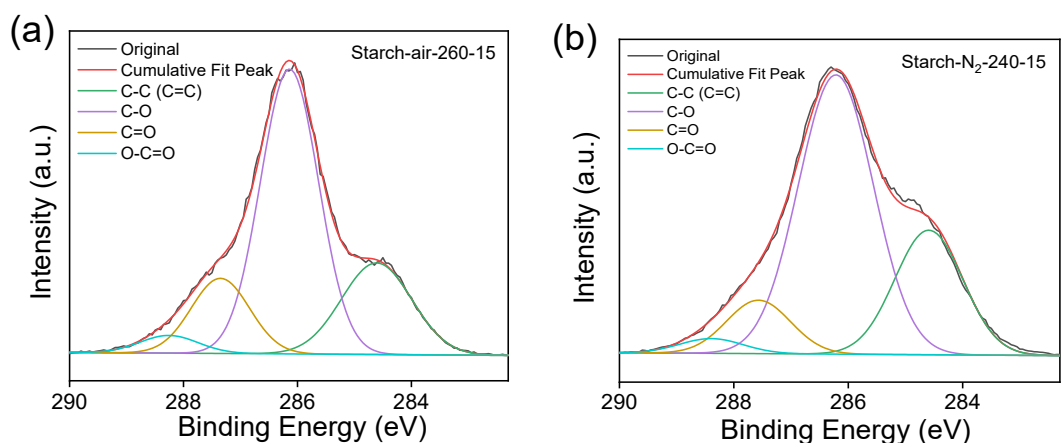 (a)
Original
Cumulative Fit Peak
C-C (C=C)
C-O
C=O
O-C=O
Starch-air-260-15
Intensity (a.u.)
290
288
286
284
Binding Energy (eV)
(b)
Original
Cumulative Fit Peak
C-C (C=C)
C-O
C=O
O-C=O
Starch-N₂-240-15
Intensity (a.u.)
290
288
286
284
Binding Energy (eV)